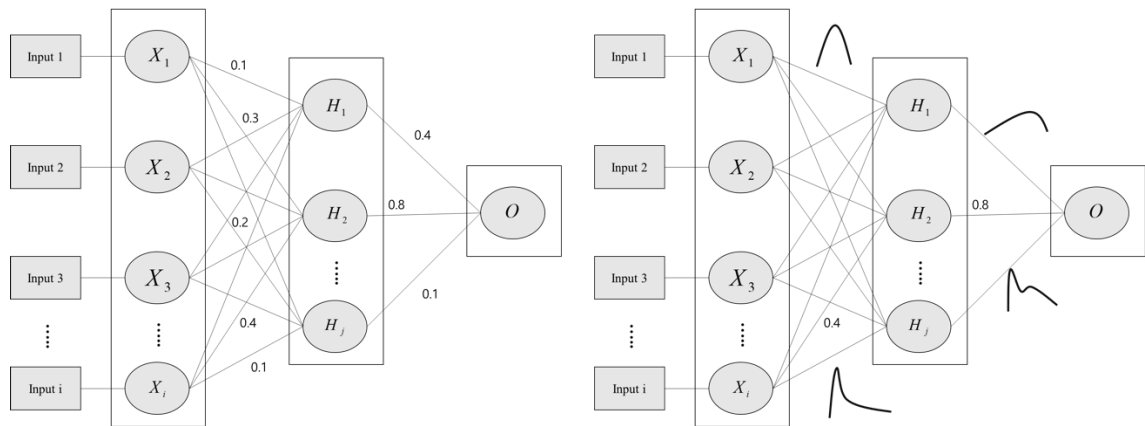 Input 1
X1
0.1
H1
0.3
0.4
Input 2
X2
0.2
H2
0.8
O
Input 3
X3
0.1
Hj
0.4
0.1
Input i
Xi
Input 1
X1
H1
Input 2
X2
H2
0.8
O
Input 3
X3
0.4
Hj
Input i
Xi